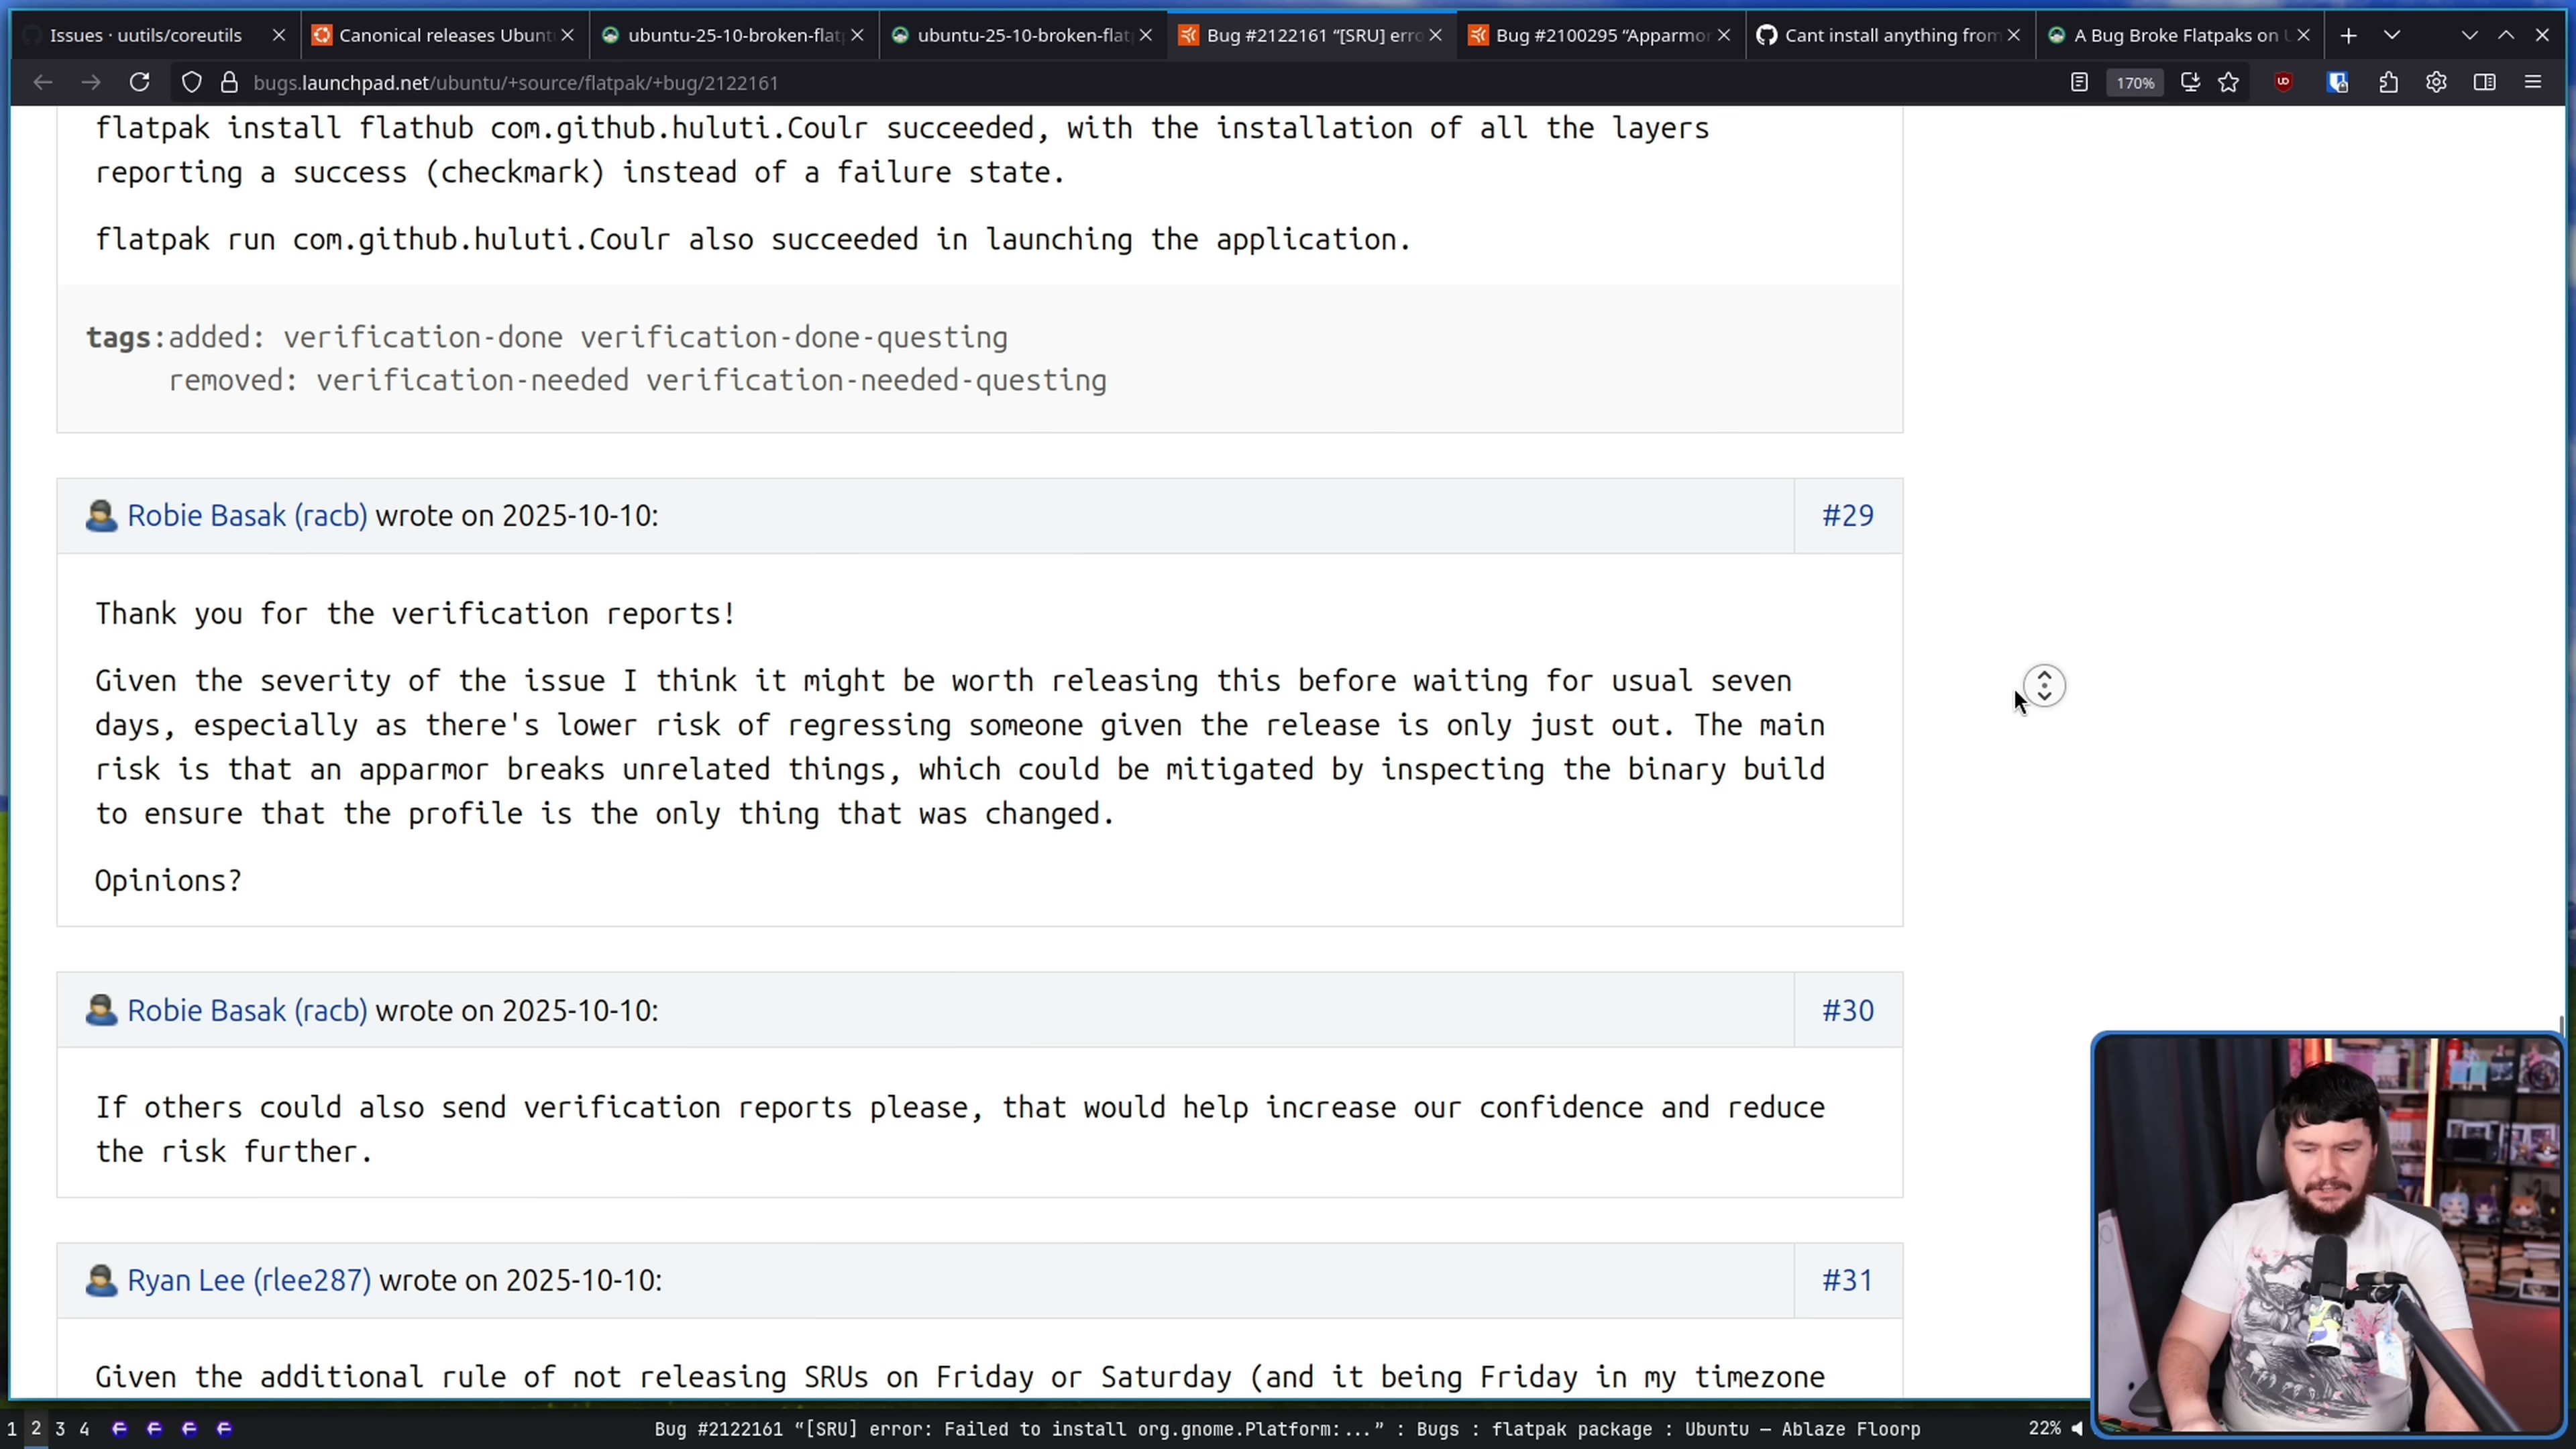 Issues · uutils/coreutils
Canonical releases Ubunt
ubuntu-25-10-broken-flat
ubuntu-25-10-broken-flat
Bug #2122161 “[SRU] erro
Bug #2100295 “Apparmor
Cant install anything from
A Bug Broke Flatpaks on U
bugs.launchpad.net/ubuntu/+source/flatpak/+bug/2122161
170%
flatpak install flathub com.github.huluti.Coulr succeeded, with the installation of all the layers
reporting a success (checkmark) instead of a failure state.
flatpak run com.github.huluti.Coulr also succeeded in launching the application.
tags:added: verification-done verification-done-questing
removed: verification-needed verification-needed-questing
Robie Basak (racb) wrote on 2025-10-10:
#29
Thank you for the verification reports!
Given the severity of the issue I think it might be worth releasing this before waiting for usual seven
days, especially as there's lower risk of regressing someone given the release is only just out. The main
risk is that an apparmor breaks unrelated things, which could be mitigated by inspecting the binary build
to ensure that the profile is the only thing that was changed.
Opinions?
Robie Basak (racb) wrote on 2025-10-10:
#30
If others could also send verification reports please, that would help increase our confidence and reduce
the risk further.
Ryan Lee (rlee287) wrote on 2025-10-10:
#31
Given the additional rule of not releasing SRUs on Friday or Saturday (and it being Friday in my timezone
1 2 3 4
Bug #2122161 “[SRU] error: Failed to install org.gnome.Platform:...” : Bugs : flatpak package : Ubuntu — Ablaze Floorp
22%